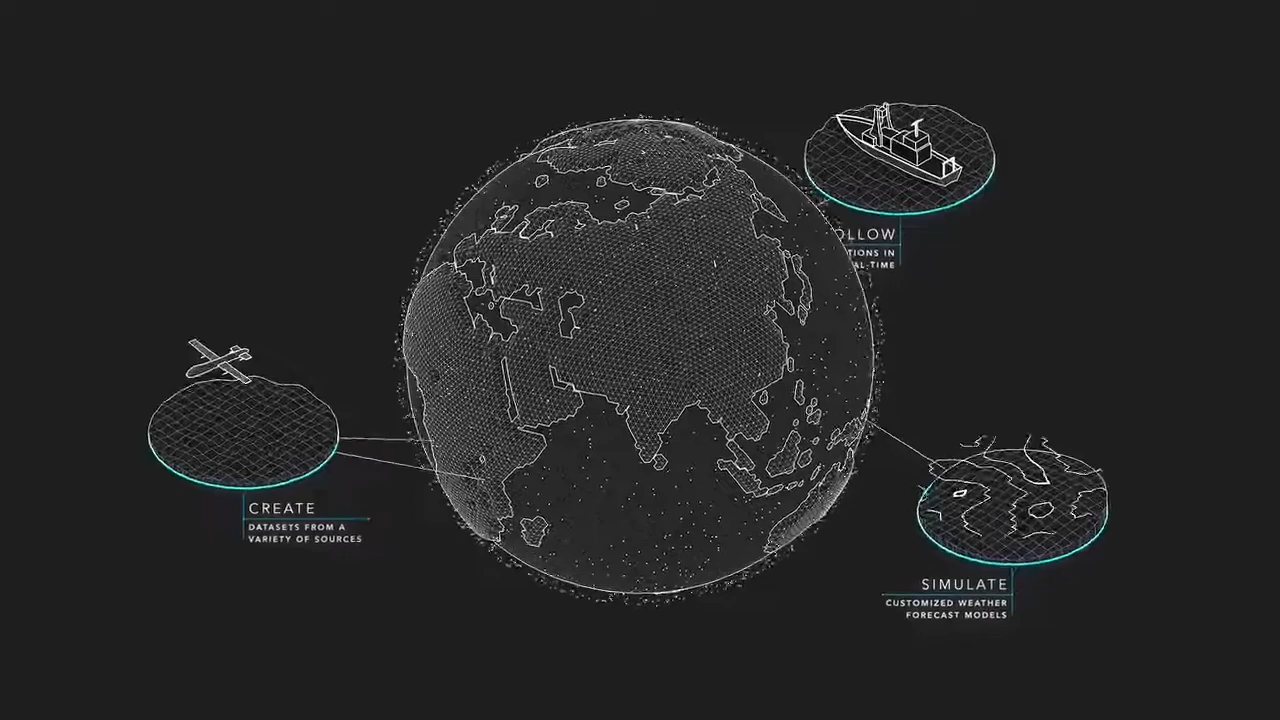 OLLOW
TIONS IN
AL-TIME
CREATE
DATASETS FROM A
VARIETY OF SOURCES
SIMULATE
CUSTOMIZED WEATHER
FORECAST MODELS